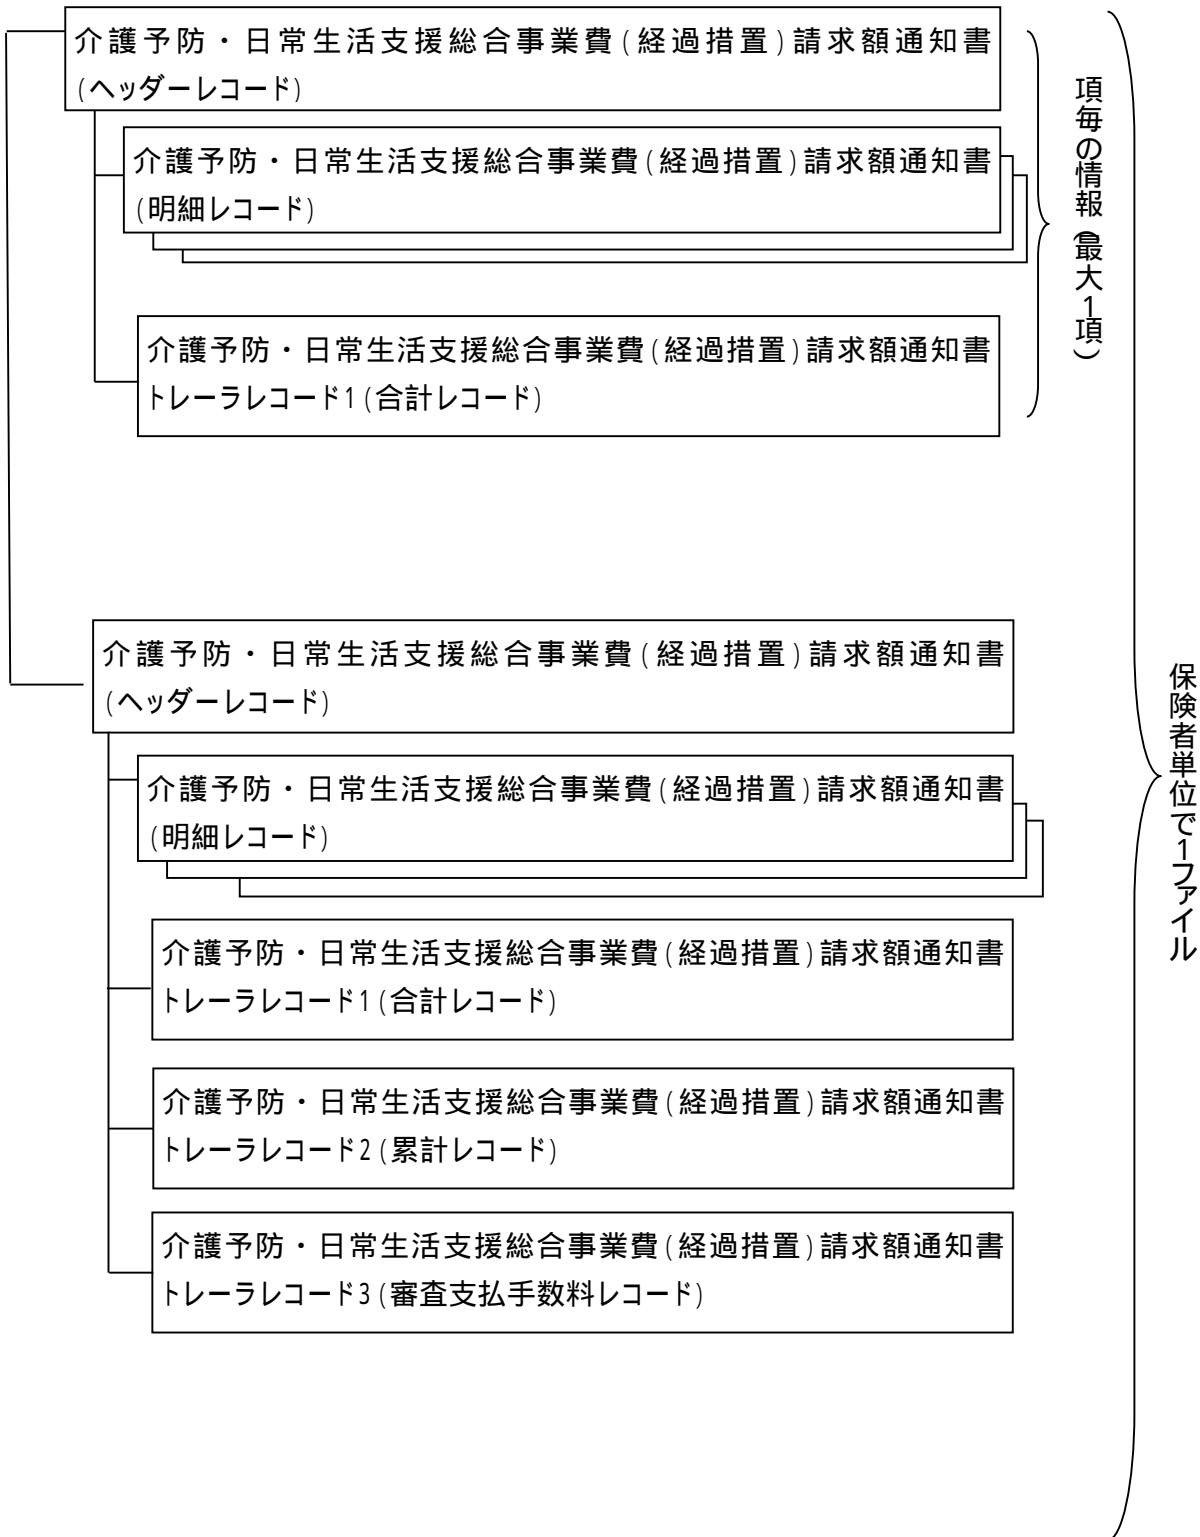 介護予防・日常生活支援総合事業費(経過措置)請求額通知書
(ヘッダーレコード)
介護予防・日常生活支援総合事業費(経過措置)請求額通知書
(明細レコード)
介護予防・日常生活支援総合事業費(経過措置)請求額通知書
トレーラレコード1(合計レコード)
項毎の情報(最大1項)
介護予防・日常生活支援総合事業費(経過措置)請求額通知書
(ヘッダーレコード)
介護予防・日常生活支援総合事業費(経過措置)請求額通知書
(明細レコード)
介護予防・日常生活支援総合事業費(経過措置)請求額通知書
トレーラレコード1(合計レコード)
介護予防・日常生活支援総合事業費(経過措置)請求額通知書
トレーラレコード2(累計レコード)
介護予防・日常生活支援総合事業費(経過措置)請求額通知書
トレーラレコード3(審査支払手数料レコード)
保険者単位で1ファイル